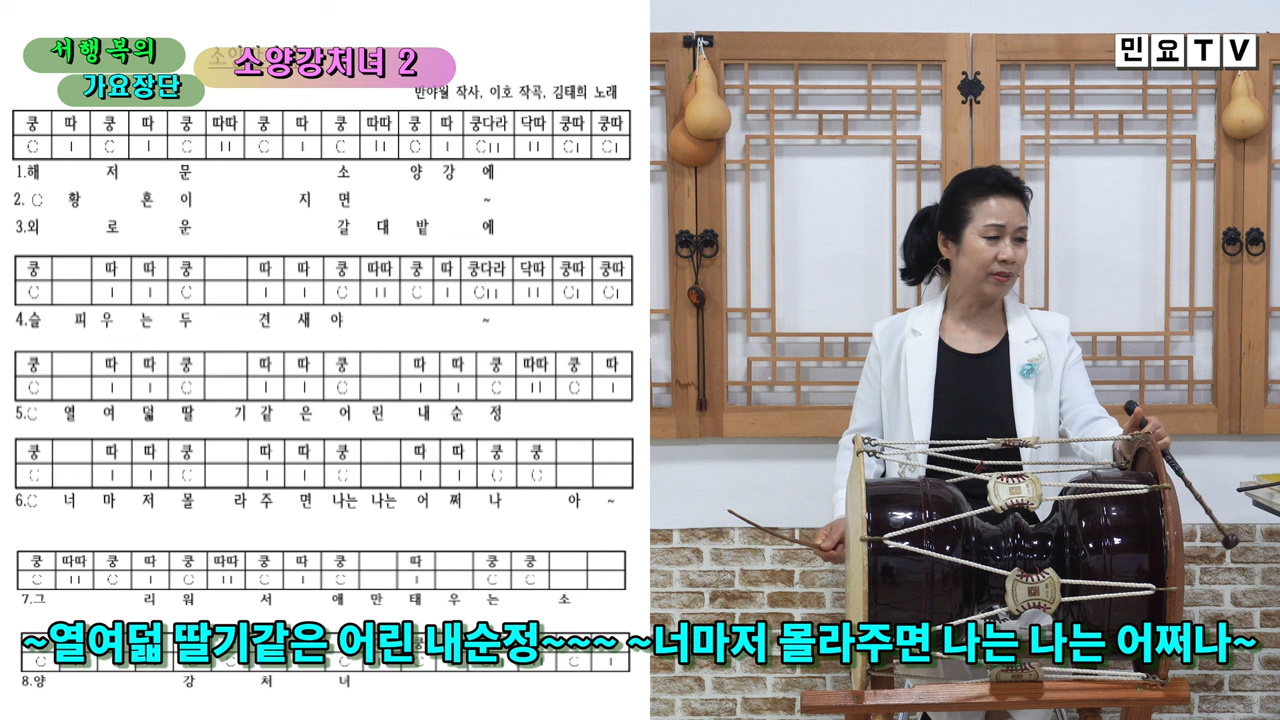 서행복의
가요장단
소양강처녀 2
민요TV
반야월 작사, 이호 작곡, 김태희 노래
쿵 따 쿵 따 쿵 따따 쿵 따 쿵 따따 쿵 따 쿵다라 닥따 쿵따 쿵따
1.해 저 문 소 양 강 에
2. 황 혼 이 지 면 ~
3.외 로 운 갈 대 밭 에
쿵 따 따 쿵 따 따 쿵 따따 쿵 따 쿵다라 닥따 쿵따 쿵따
4.슬 피 우 는 두 견 새 야 ~
쿵 따 따 쿵 따 따 쿵 따 따 쿵 따따 쿵 따
5. 열 여 덟 딸 기 같 은 어 린 내 순 정
쿵 따 따 쿵 따 따 쿵 따 따 쿵 쿵
6. 너 마 저 몰 라 주 면 나는 나는 어 쩌 나 아 ~
쿵 따따 쿵 따 쿵 따따 쿵 따 쿵 따 쿵 쿵
7.그 리 워 서 애 만 태 우 는 소
~열여덟 딸기같은 어린 내순정~~~ ~너마저 몰라주면 나는 나는 어쩌나~
8.양 강 처 녀